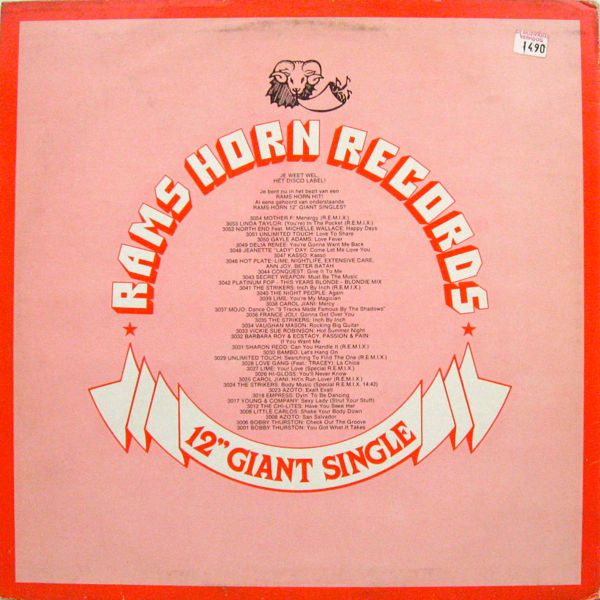 14.90
RAMS HORN RECORDS
JE WEET WEL,
HÉT DISCO LABEL!
Je bent nu in het bezit van een
RAMS HORN HIT!
Al eens gehoord van onderstaande
RAMS HORN 12" GIANT SINGLES?
3054 MOTHER F: Menergy (R.E.M.I.X.)
3053 LINDA TAYLOR: (You're) In The Pocket (R.E.M.I.X.)
3052 NORTH END Feat. MICHELLE WALLACE: Happy Days
3051 UNLIMITED TOUCH: Love To Share
3050 GAYLE ADAMS: Love Fever
3049 DELIA RENEE: You're Gonna Want Me Back
3048 JEANETTE "LADY" DAY: Come Let Me Love You
3047 KASSO: Kasso
3046 HOT PLATE: LIME, NIGHTLIFE, EXTENSIVE CARE,
ANN JOY, BETER BATAH
3044 CONQUEST: Give It To Me
3043 SECRET WEAPON: Must Be The Music
3042 PLATINUM POP - THIS YEARS BLONDE - BLONDIE MIX
3041 THE STRIKERS: Inch By Inch (R.E.M.I.X.)
3040 THE NIGHT PEOPLE: Again
3039 LIME: You're My Magician
3038 CAROL JIANI: Mercy
3037 MOJO: Dance On "9 Tracks Made Famous By The Shadows"
3036 FRANCE JOLI: Gonna Get Over You
3035 THE STRIKERS: Inch By Inch
3034 VAUGHAN MASON: Rocking Big Guitar
3033 VICKIE SUE ROBINSON: Hot Summer Night
3032 BARBARA ROY & ECSTACY, PASSION & PAIN
If You Want Me
3031 SHARON REDD: Can You Handle It (R.E.M.I.X.)
3030 BAMBO: Let's Hang On
3029 UNLIMITED TOUCH: Searching To Find The One (R.E.M.I.X.)
3028 LOVE GANG (Feat. TRACEY): La Chica
3027 LIME: Your Love (Special R.E.M.I.X.)
3026 HI-GLOSS: You'll Never Know
3025 CAROL JIANI: Hit'n Run Lover (R.E.M.I.X.)
3024 THE STRIKERS: Body Music (Special R.E.M.I.X. 14.42)
3023 AZOTO: Exalt Exalt
3018 EMPRESS: Dyin' To Be Dancing
3017 YOUNG & COMPANY: Sexy Lady (Strut Your Stuff)
3012 THE CHI-LITES: Have You Seen Her
3009 LITTLE CARLOS: Shake Your Body Down
3008 AZOTO: San Salvador
3006 BOBBY THURSTON: Check Out The Groove
3001 BOBBY THURSTON: You Got What It Takes
12" GIANT SINGLE